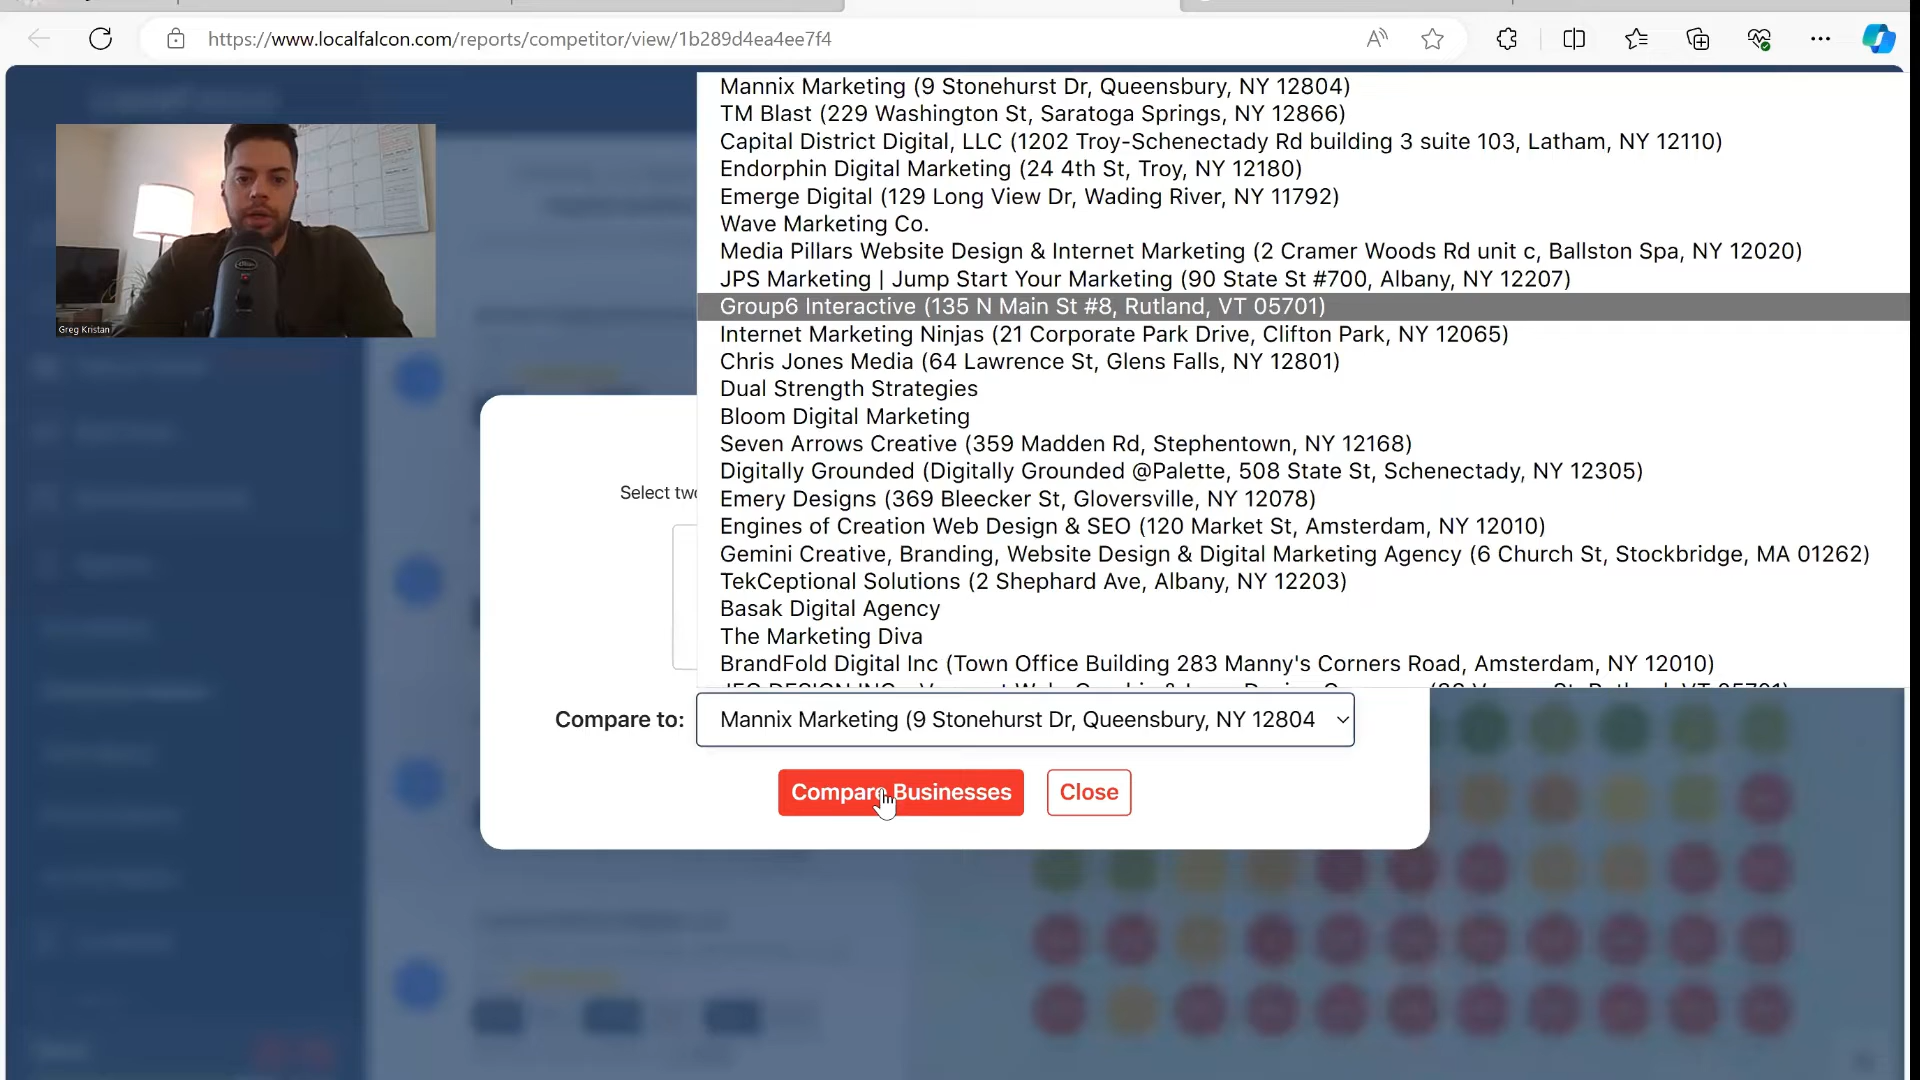 https://www.localfalcon.com/reports/competitor/view/1b289d4ea4ee7f4
Mannix Marketing (9 Stonehurst Dr, Queensbury, NY 12804)
TM Blast (229 Washington St, Saratoga Springs, NY 12866)
Capital District Digital, LLC (1202 Troy-Schenectady Rd building 3 suite 103, Latham, NY 12110)
Endorphin Digital Marketing (24 4th St, Troy, NY 12180)
Emerge Digital (129 Long View Dr, Wading River, NY 11792)
Wave Marketing Co.
Media Pillars Website Design & Internet Marketing (2 Cramer Woods Rd unit c, Ballston Spa, NY 12020)
JPS Marketing | Jump Start Your Marketing (90 State St #700, Albany, NY 12207)
Group6 Interactive (135 N Main St #8, Rutland, VT 05701)
Internet Marketing Ninjas (21 Corporate Park Drive, Clifton Park, NY 12065)
Chris Jones Media (64 Lawrence St, Glens Falls, NY 12801)
Dual Strength Strategies
Bloom Digital Marketing
Seven Arrows Creative (359 Madden Rd, Stephentown, NY 12168)
Digitally Grounded (Digitally Grounded @Palette, 508 State St, Schenectady, NY 12305)
Emery Designs (369 Bleecker St, Gloversville, NY 12078)
Engines of Creation Web Design & SEO (120 Market St, Amsterdam, NY 12010)
Gemini Creative, Branding, Website Design & Digital Marketing Agency (6 Church St, Stockbridge, MA 01262)
TekCeptional Solutions (2 Shephard Ave, Albany, NY 12203)
Basak Digital Agency
The Marketing Diva
BrandFold Digital Inc (Town Office Building 283 Manny's Corners Road, Amsterdam, NY 12010)
Greg Kristan
Select two
Compare to: Mannix Marketing (9 Stonehurst Dr, Queensbury, NY 12804
Compare Businesses Close